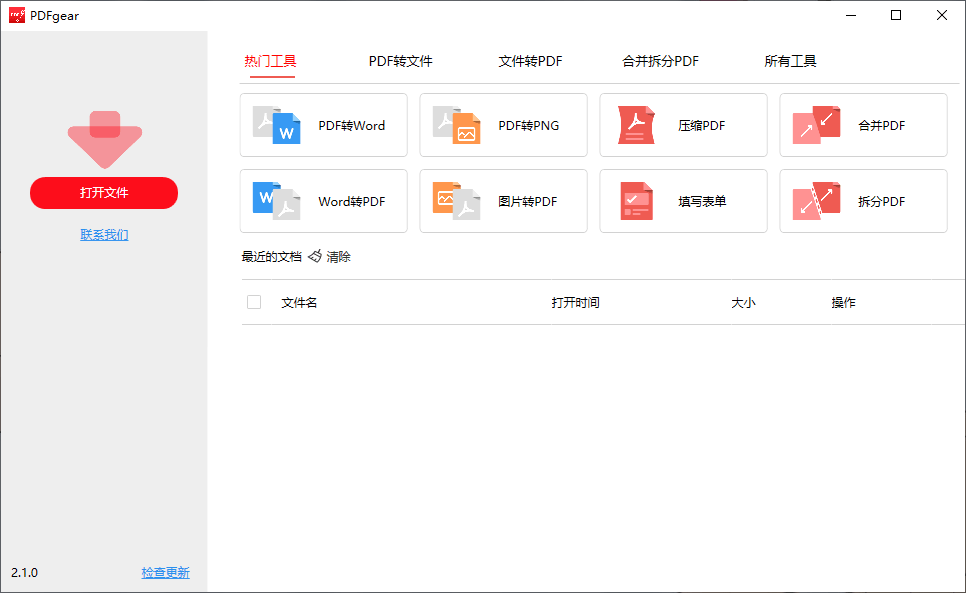 PDFgear
热门工具
PDF转文件
文件转PDF
合并拆分PDF
所有工具
PDF转Word
PDF转PNG
压缩PDF
合并PDF
打开文件
Word转PDF
图片转PDF
填写表单
拆分PDF
联系我们
最近的文档 清除
文件名
打开时间
大小
操作
2.1.0
检查更新